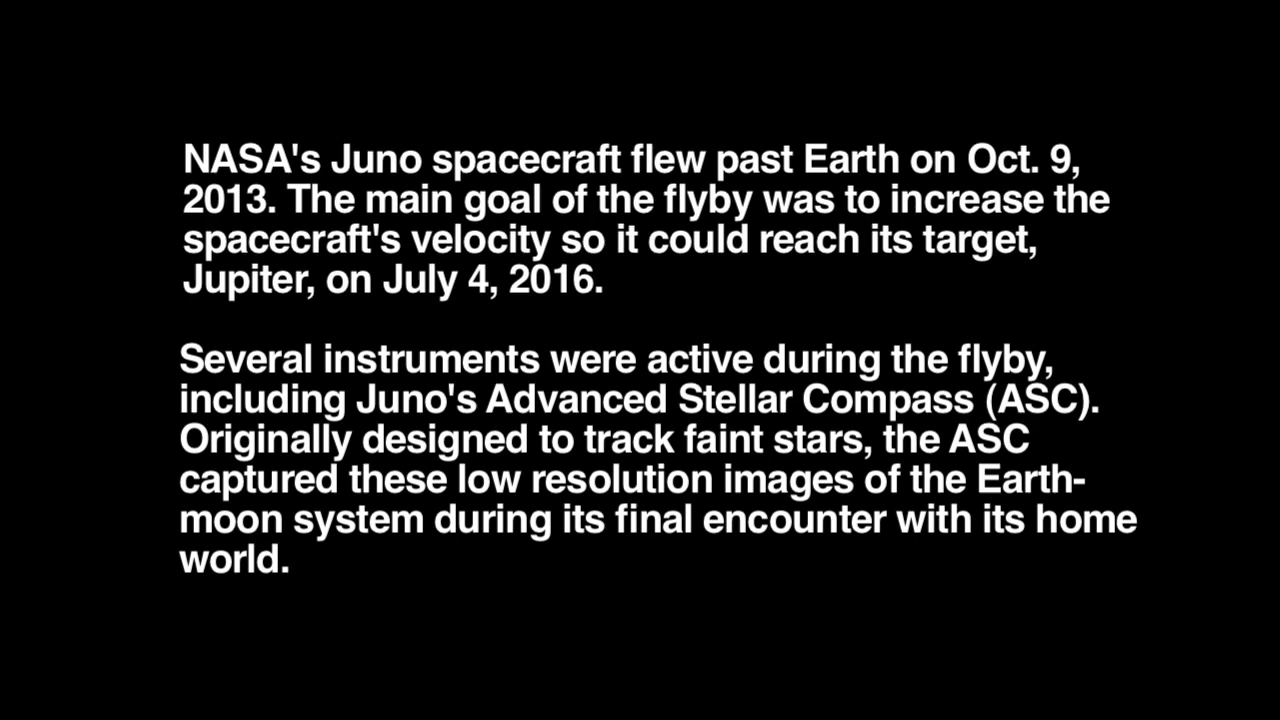 NASA's Juno spacecraft flew past Earth on Oct. 9,
2013. The main goal of the flyby was to increase the
spacecraft's velocity so it could reach its target,
Jupiter, on July 4, 2016.
Several instruments were active during the flyby,
including Juno's Advanced Stellar Compass (ASC).
Originally designed to track faint stars, the ASC
captured these low resolution images of the Earth-
moon system during its final encounter with its home
world.